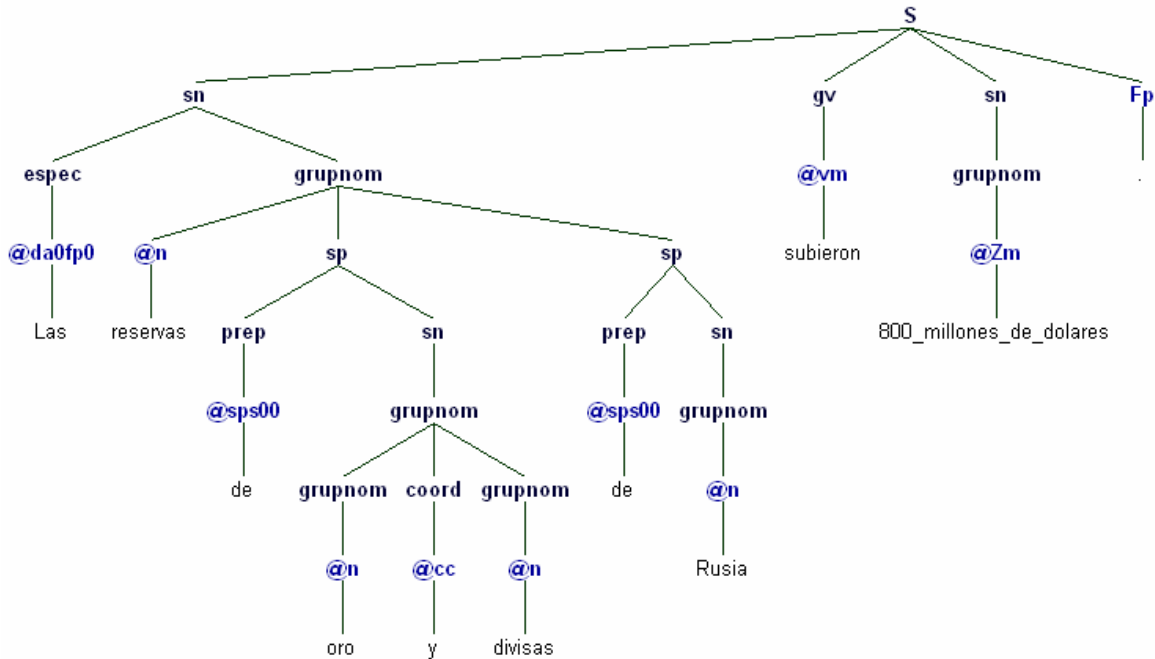 S
sn gv sn Fp
espec grupnom @vm grupnom .
@da0fp0 @n sp sp subieron @Zm
Las reservas prep sn prep sn 800_millones_de_dolares
@sps00 grupnom @sps00 grupnom
de grupnom coord grupnom de @n
@n @cc @n Rusia
oro y divisas